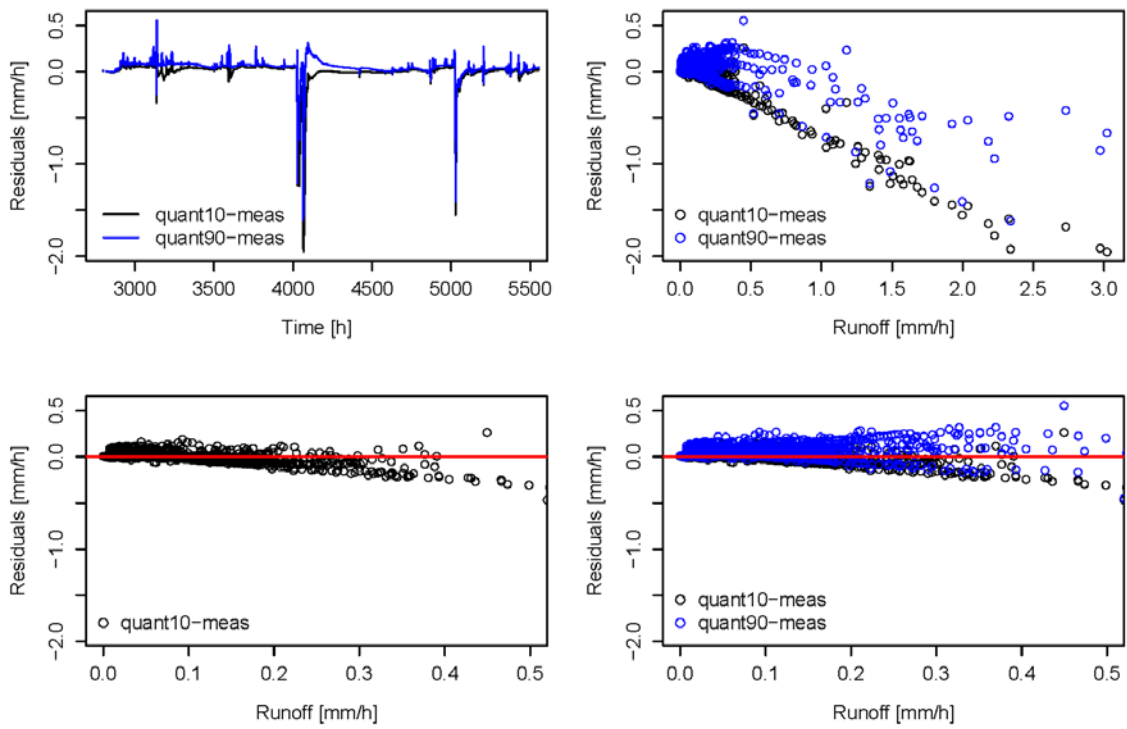 0.5
0.0
-1.0
-2.0
Residuals [mm/h]
quant10-meas
quant90-meas
3000 3500 4000 4500 5000 5500
Time [h]
0.5
0.0
-1.0
-2.0
Residuals [mm/h]
quant10-meas
quant90-meas
0.0 0.5 1.0 1.5 2.0 2.5 3.0
Runoff [mm/h]
0.5
0.0
-1.0
-2.0
Residuals [mm/h]
quant10-meas
0.0 0.1 0.2 0.3 0.4 0.5
Runoff [mm/h]
0.5
0.0
-1.0
-2.0
Residuals [mm/h]
quant10-meas
quant90-meas
0.0 0.1 0.2 0.3 0.4 0.5
Runoff [mm/h]